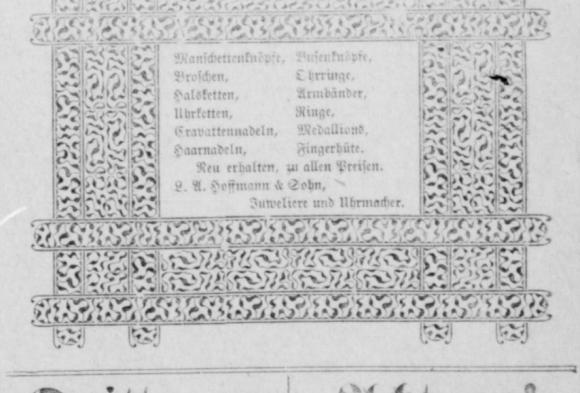 Manschettenknöpfe, Busenknöpfe,
Broschen, Ohrringe,
Halsketten, Armbänder,
Uhrketten, Ringe,
Cravattennadeln, Medallions,
Haarnadeln, Fingerhüte.
Neu erhalten, zu allen Preisen.
L. A. Hoffmann & Sohn,
Juweliere und Uhrmacher.